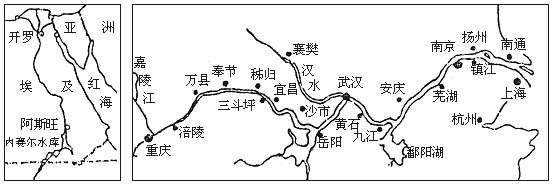 亚 洲
开罗
埃 及
红
海
阿斯旺
内赛尔水库
嘉
陵
江
重庆
涪陵
万县
奉节
秭归
三斗坪
宜昌
沙市
襄樊
汉
水
武汉
岳阳
黄石
九江
鄱阳湖
安庆
芜湖
南京
扬州
镇江
南通
上海
杭州